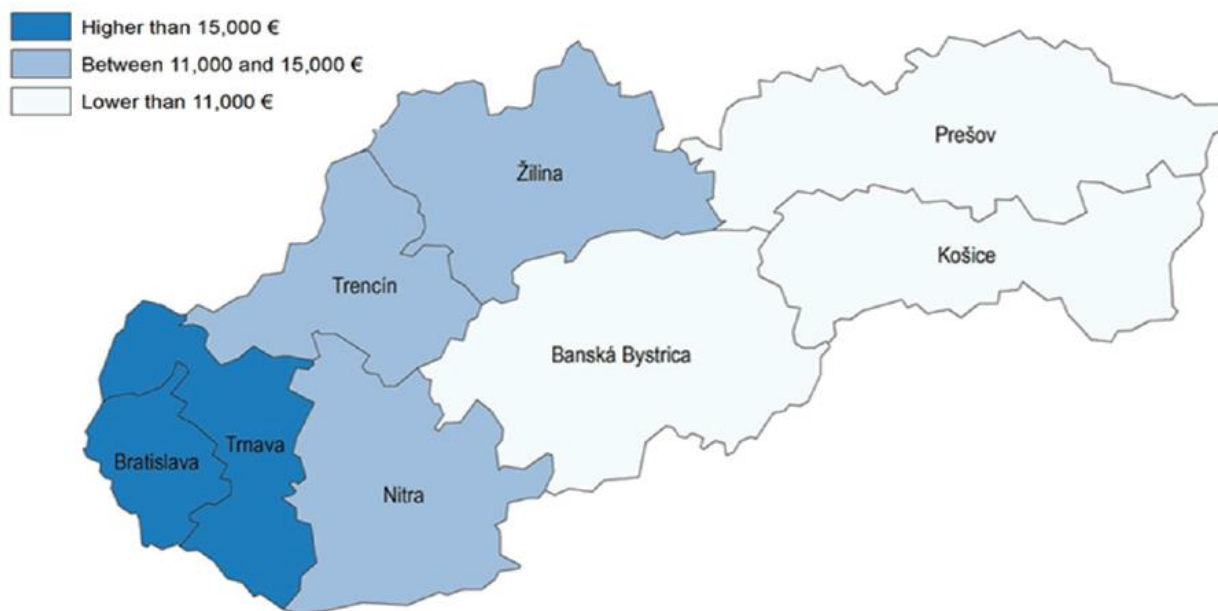 Higher than 15,000 €
Between 11,000 and 15,000 €
Lower than 11,000 €
Prešov
Žilina
Košice
Trencín
Banská Bystrica
Trnava
Bratislava
Nitra